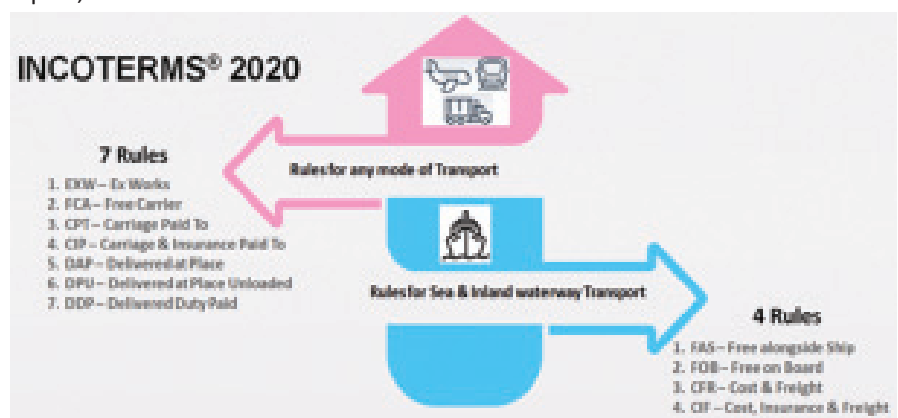 INCOTERMS® 2020
7 Rules
1. EXW – Ex Works
2. FCA – Free Carrier
3. CPT – Carriage Paid To
4. CIP – Carriage & Insurance Paid To
5. DAP – Delivered at Place
6. DPU – Delivered at Place Unloaded
7. DDP – Delivered Duty Paid
Rules for any mode of Transport
Rules for Sea & Inland waterway Transport
4 Rules
1. FAS – Free alongside Ship
2. FOB – Free on Board
3. CFR – Cost & Freight
4. CIF – Cost, Insurance & Freight